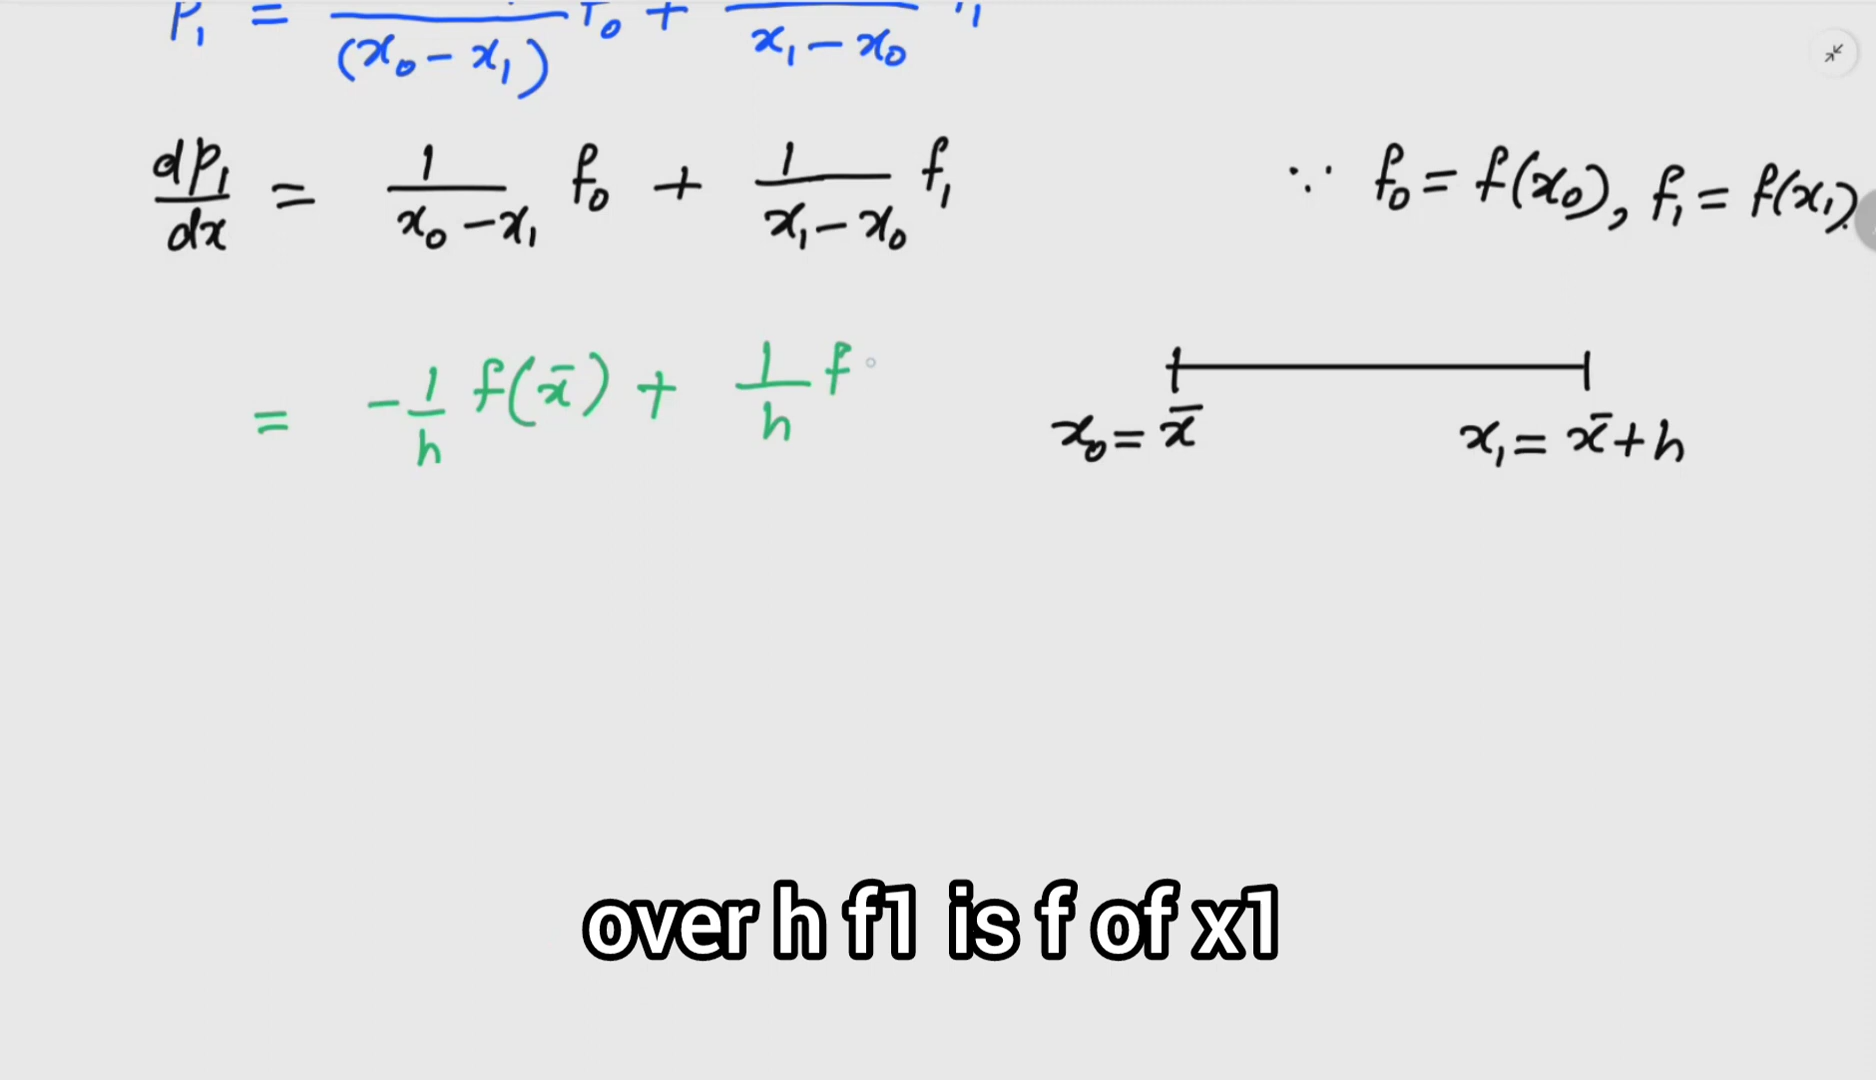 P₁ = ──── f₀ + ──── f₁
(x₀ - x₁) x₁ - x₀
dp₁/dx = 1/(x₀ - x₁) f₀ + 1/(x₁ - x₀) f₁ ∵ f₀ = f(x₀), f₁ = f(x₁).
= -1/h f(x̄) + 1/h f
x₀ = x̄ x₁ = x̄ + h
over h f1 is f of x1